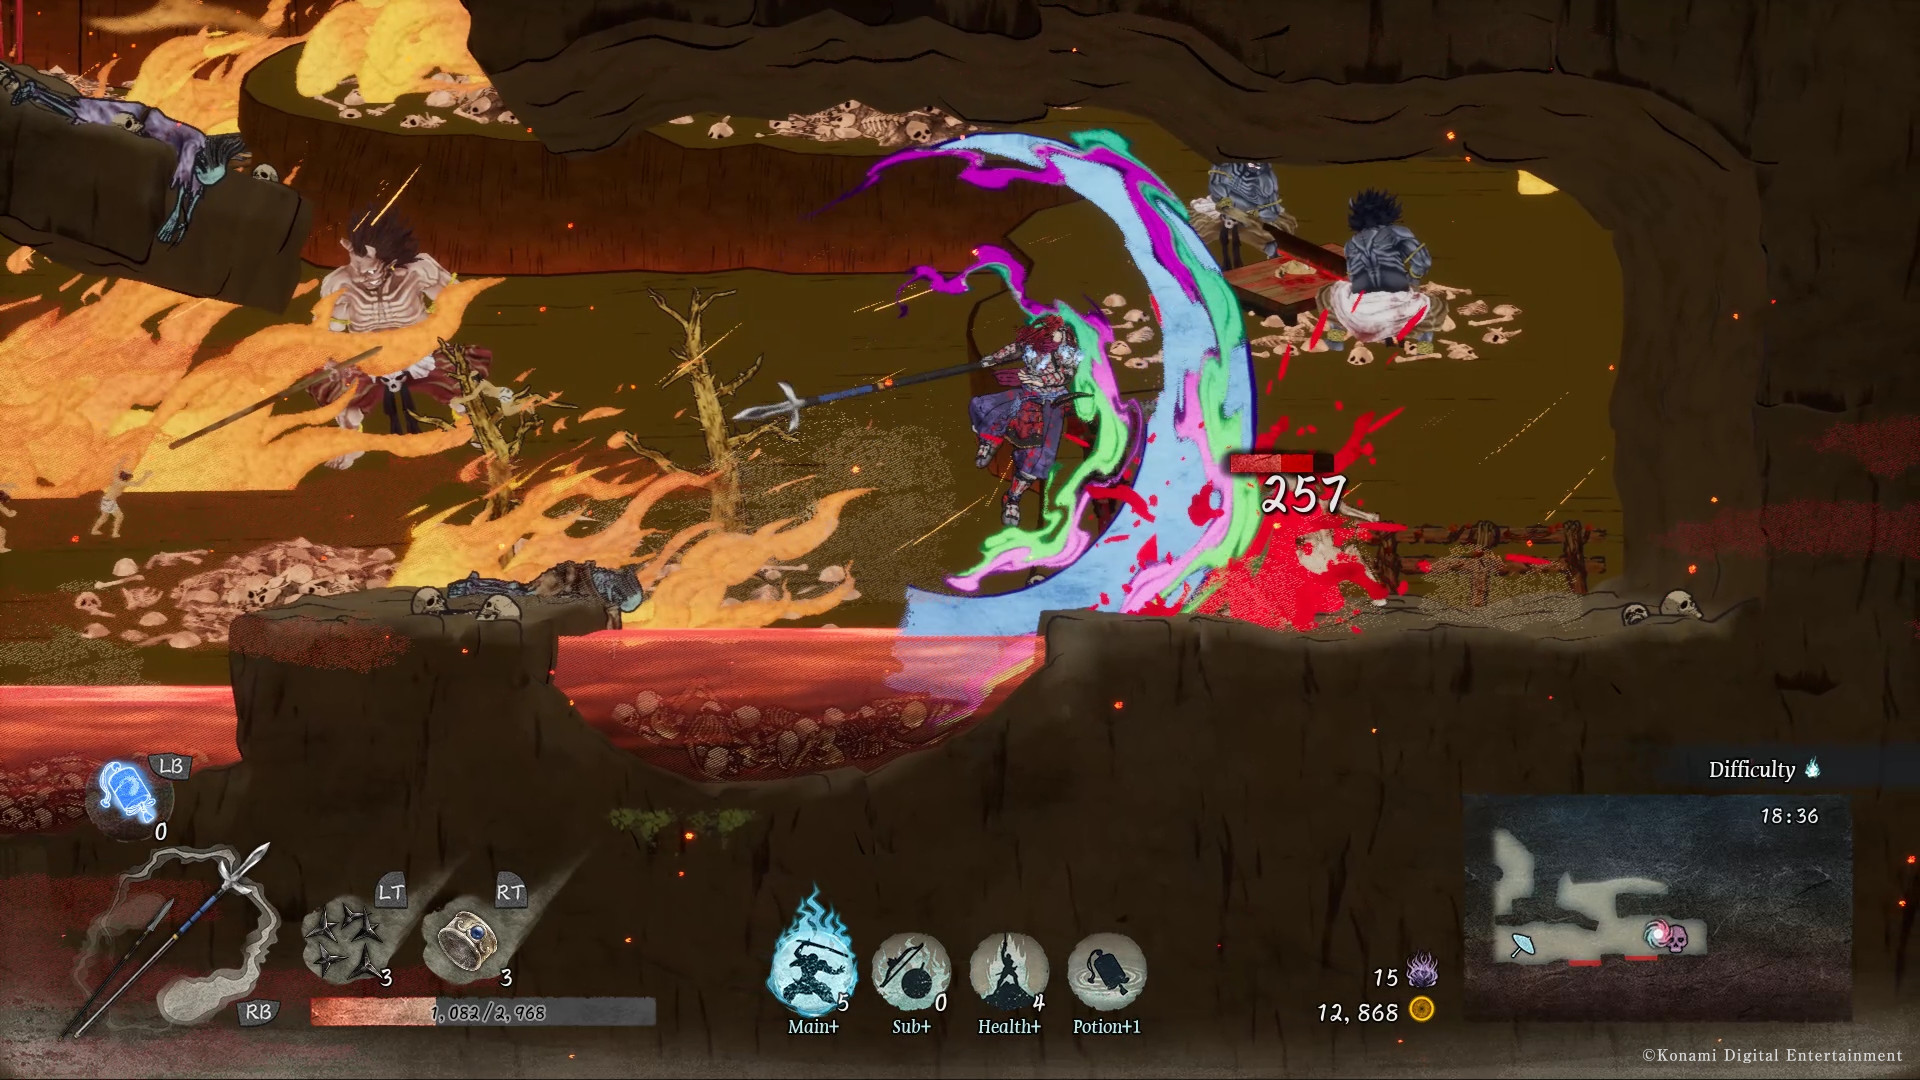 257
LB
0
Difficulty
18:36
LT
RT
3
3
RB
1,082/2,968
5
0
4
Main+
Sub+
Health+
Potion+1
15
12,868
©Konami Digital Entertainment